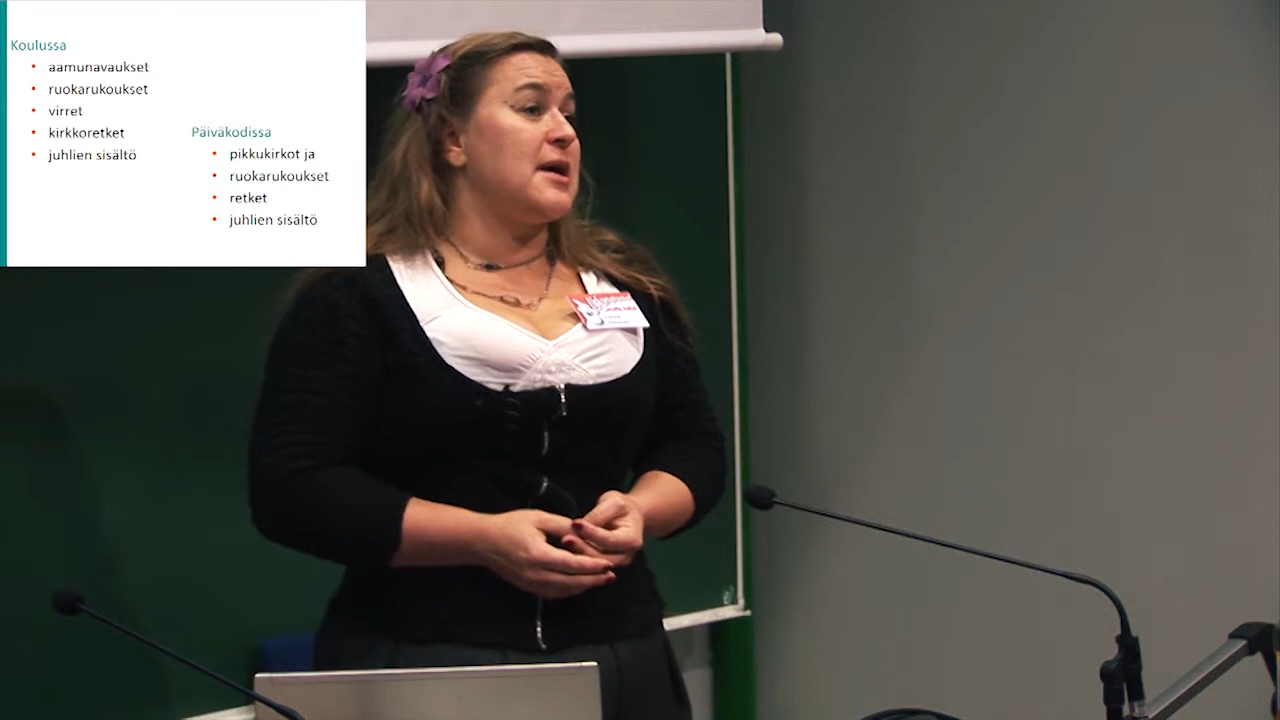 Koulussa
• aamunavaukset
• ruokarukoukset
• virret
• kirkkoretket
• juhlien sisältö
Päiväkodissa
• pikkukirkot ja
• ruokarukoukset
• retket
• juhlien sisältö